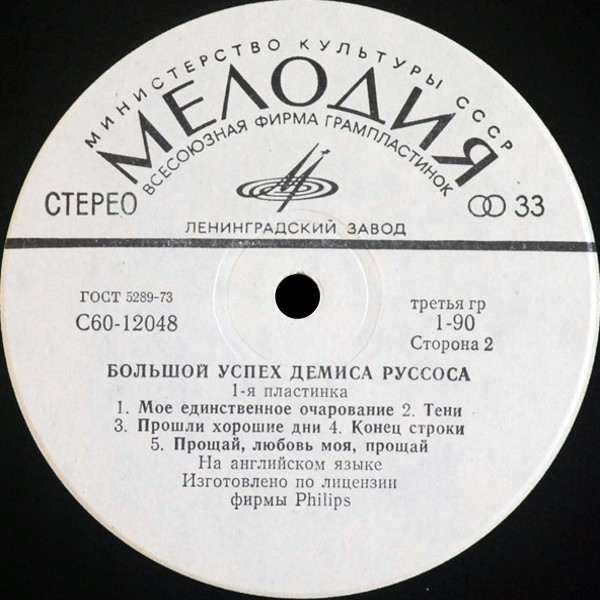 МИНИСТЕРСТВО КУЛЬТУРЫ СССР
МЕЛОДИЯ
ВСЕСОЮЗНАЯ ФИРМА ГРАМПЛАСТИНОК
СТЕРЕО
33
ЛЕНИНГРАДСКИЙ ЗАВОД
ГОСТ 5289-73
третья гр
С60-12048
1-90
Сторона 2
БОЛЬШОЙ УСПЕХ ДЕМИСА РУССОСА
1-я пластинка
1. Мое единственное очарование 2. Тени
3. Прошли хорошие дни 4. Конец строки
5. Прощай, любовь моя, прощай
На английском языке
Изготовлено по лицензии
фирмы Philips